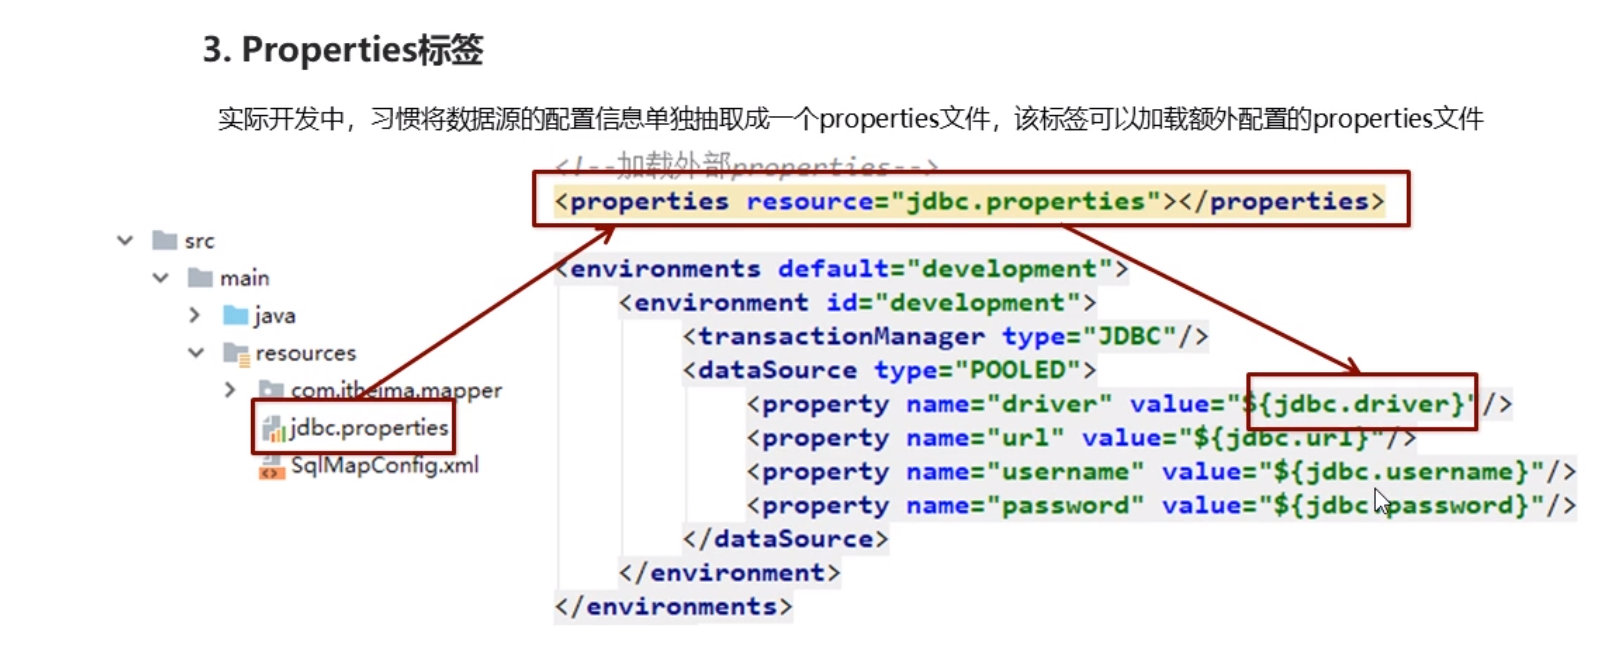 3. Properties标签
实际开发中，习惯将数据源的配置信息单独抽取成一个properties文件，该标签可以加载额外配置的properties文件
<!--加载外部properties-->
<properties resource="jdbc.properties"></properties>
src
main
java
resources
com.itheima.mapper
jdbc.properties
SqlMapConfig.xml
<environments default="development">
<environment id="development">
<transactionManager type="JDBC"/>
<dataSource type="POOLED">
<property name="driver" value="${jdbc.driver}"/>
<property name="url" value="${jdbc.url}"/>
<property name="username" value="${jdbc.username}"/>
<property name="password" value="${jdbc.password}"/>
</dataSource>
</environment>
</environments>